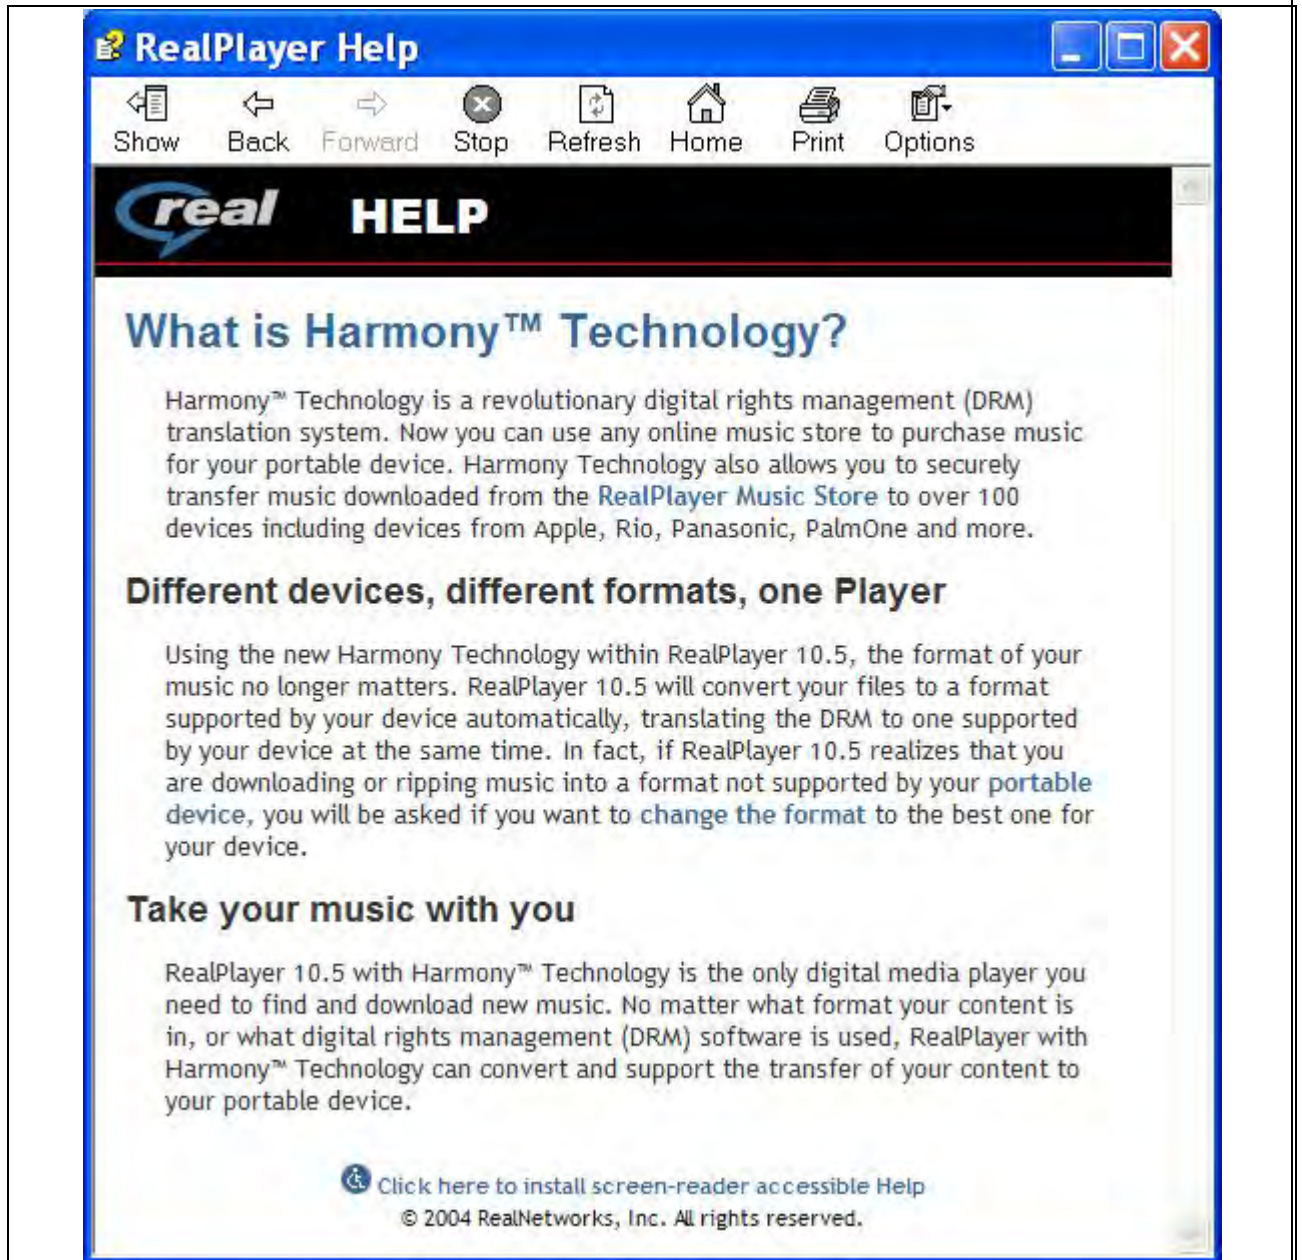 RealPlayer Help
Show Back Forward Stop Refresh Home Print Options
real HELP
What is Harmony™ Technology?
Harmony™ Technology is a revolutionary digital rights management (DRM)
translation system. Now you can use any online music store to purchase music
for your portable device. Harmony Technology also allows you to securely
transfer music downloaded from the RealPlayer Music Store to over 100
devices including devices from Apple, Rio, Panasonic, PalmOne and more.
Different devices, different formats, one Player
Using the new Harmony Technology within RealPlayer 10.5, the format of your
music no longer matters. RealPlayer 10.5 will convert your files to a format
supported by your device automatically, translating the DRM to one supported
by your device at the same time. In fact, if RealPlayer 10.5 realizes that you
are downloading or ripping music into a format not supported by your portable
device, you will be asked if you want to change the format to the best one for
your device.
Take your music with you
RealPlayer 10.5 with Harmony™ Technology is the only digital media player you
need to find and download new music. No matter what format your content is
in, or what digital rights management (DRM) software is used, RealPlayer with
Harmony™ Technology can convert and support the transfer of your content to
your portable device.
Click here to install screen-reader accessible Help
© 2004 RealNetworks, Inc. All rights reserved.